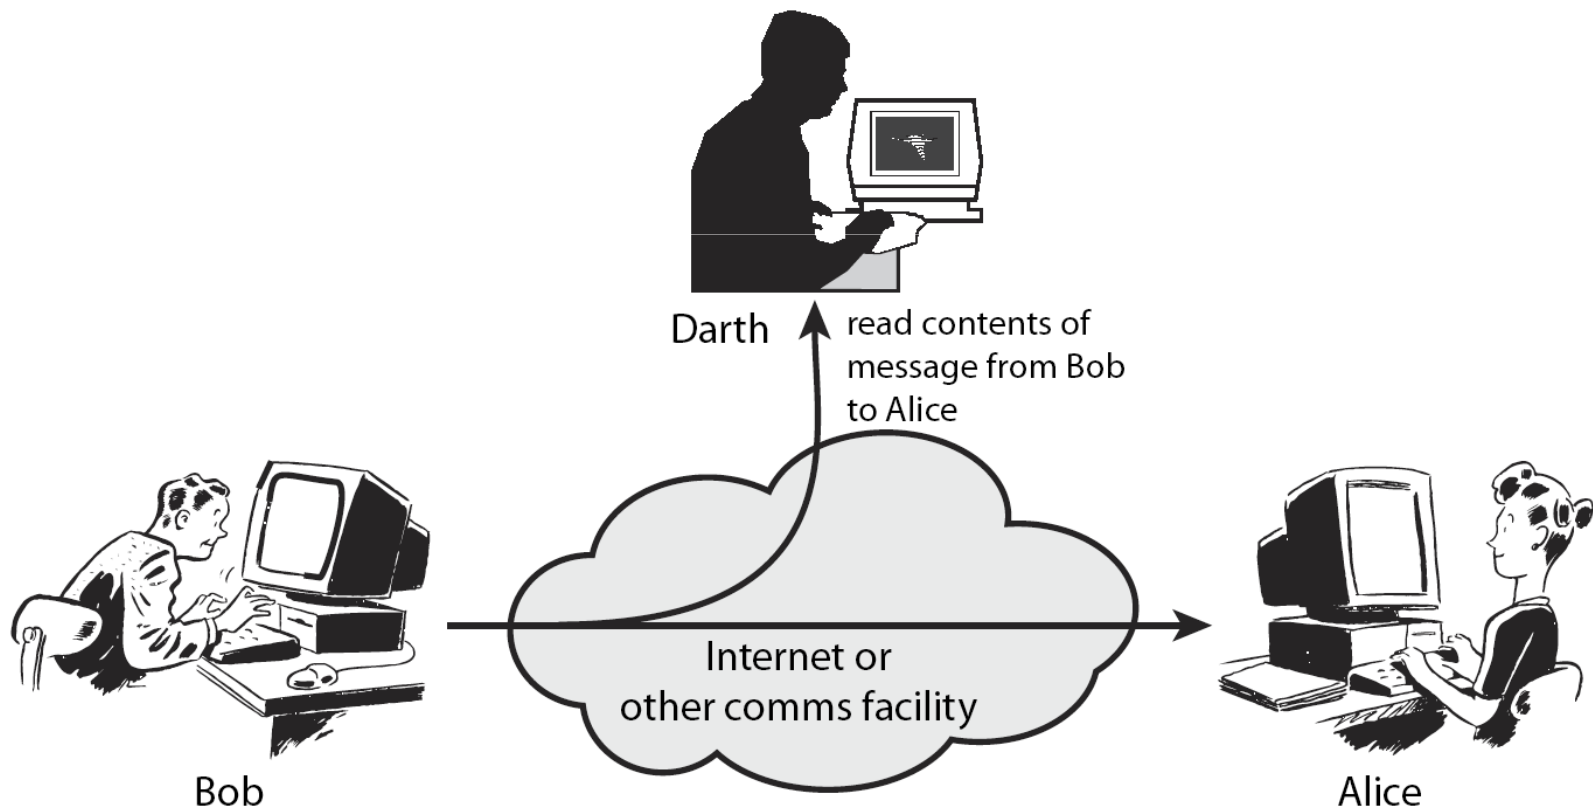 Darth
read contents of
message from Bob
to Alice
Internet or
other comms facility
Bob
Alice